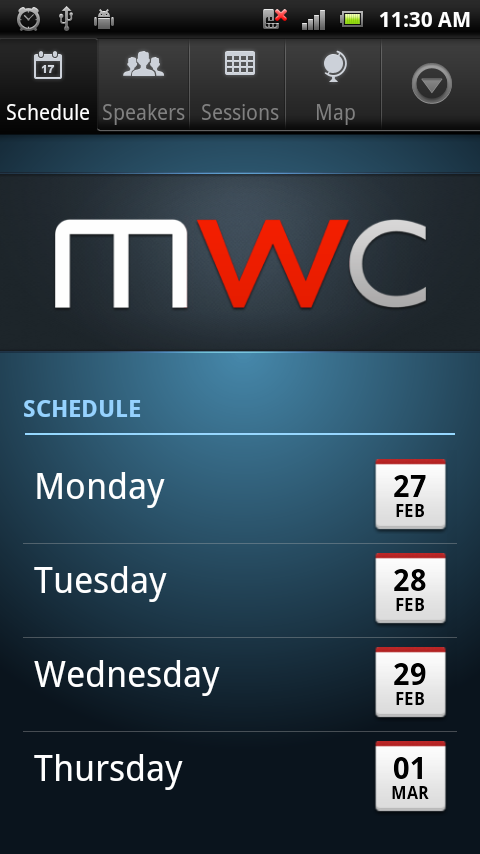 11:30 AM
17
Schedule Speakers Sessions Map
mwc
SCHEDULE
Monday
27
FEB
Tuesday
28
FEB
Wednesday
29
FEB
Thursday
01
MAR